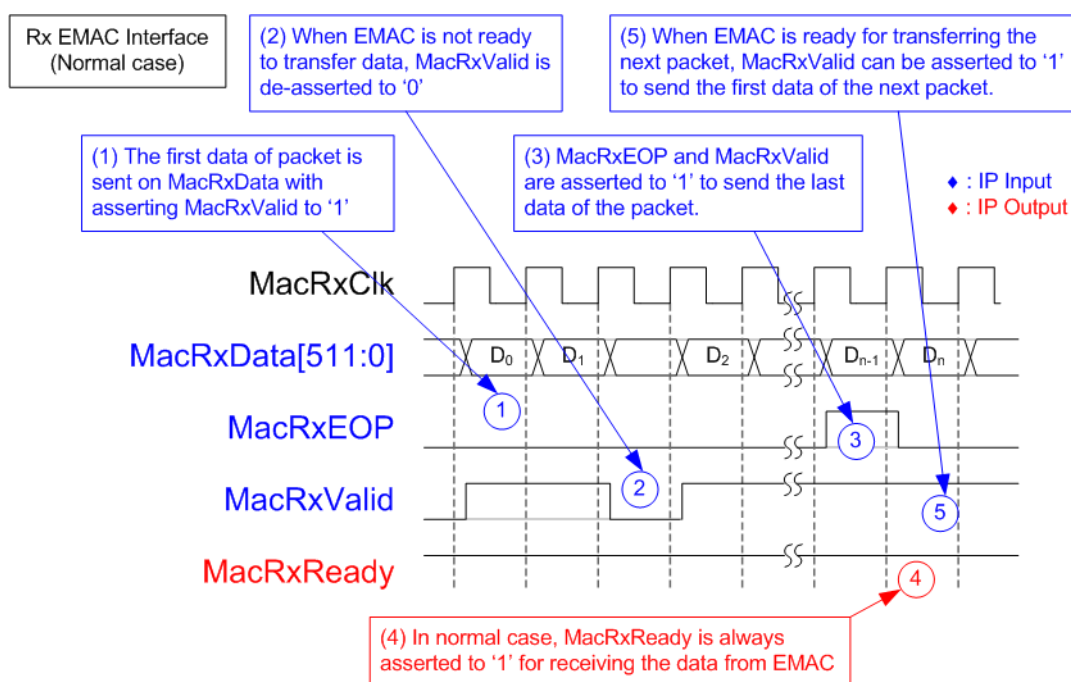 Rx EMAC Interface
(Normal case)
(2) When EMAC is not ready
to transfer data, MacRxValid is
de-asserted to ‘0’
(5) When EMAC is ready for transferring the
next packet, MacRxValid can be asserted to ‘1’
to send the first data of the next packet.
(1) The first data of packet is
sent on MacRxData with
asserting MacRxValid to ‘1’
(3) MacRxEOP and MacRxValid
are asserted to ‘1’ to send the last
data of the packet.
♦ : IP Input
♦ : IP Output
MacRxClk
MacRxData[511:0]
D0 D1 D2 Dn-1 Dn
1
MacRxEOP
3
MacRxValid
2
5
MacRxReady
4
(4) In normal case, MacRxReady is always
asserted to ‘1’ for receiving the data from EMAC